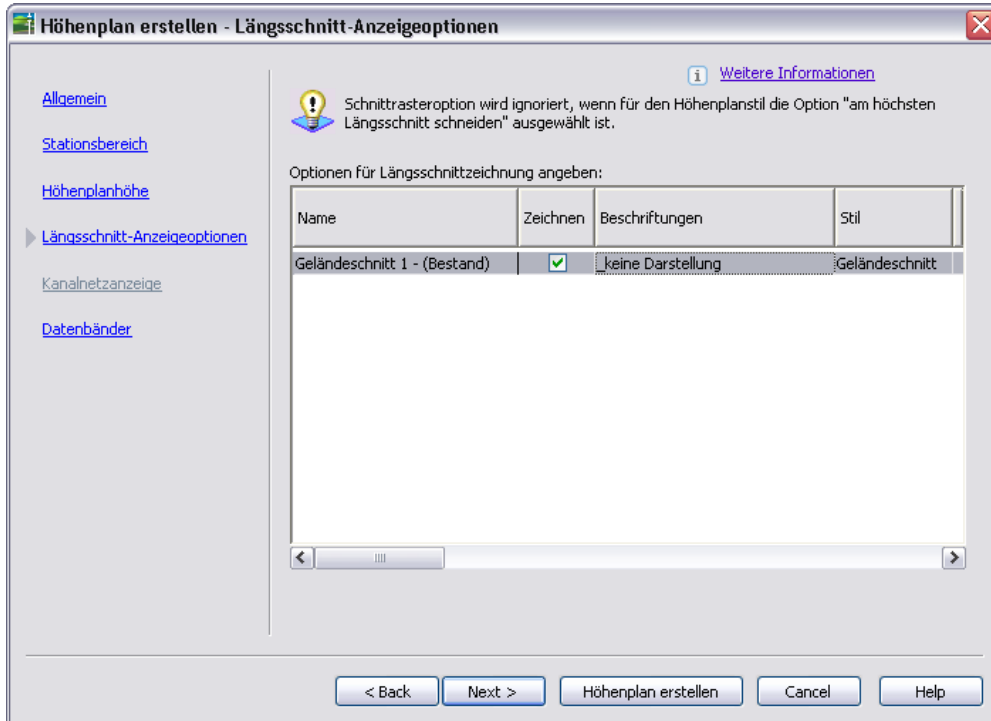 Höhenplan erstellen - Längsschnitt-Anzeigeoptionen
Weitere Informationen
Allgemein
Stationsbereich
Höhenplanhöhe
Längsschnitt-Anzeigeoptionen
Kanalnetzanzeige
Datenbänder
Schnittrasteroption wird ignoriert, wenn für den Höhenplanstil die Option "am höchsten
Längsschnitt schneiden" ausgewählt ist.
Optionen für Längsschnittzeichnung angeben:
Name Zeichnen Beschriftungen Stil
Geländeschnitt 1 - (Bestand) _keine Darstellung Geländeschnitt
< Back Next > Höhenplan erstellen Cancel Help